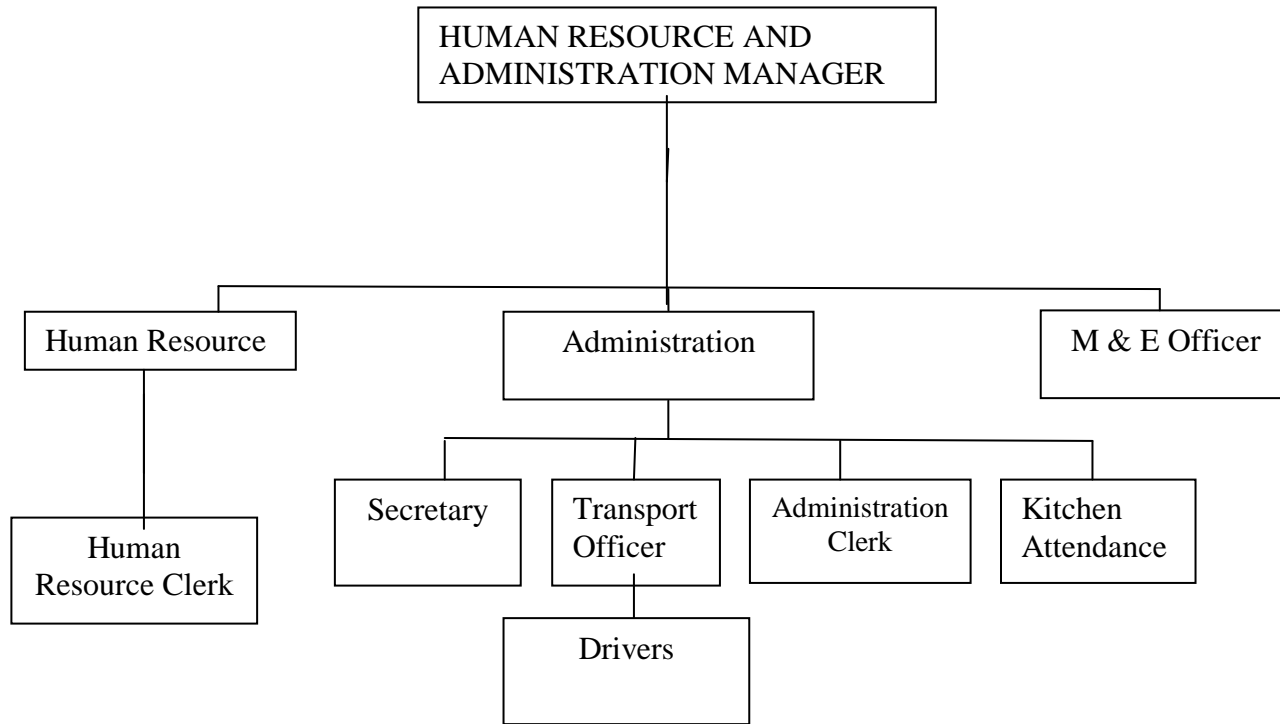 HUMAN RESOURCE AND
ADMINISTRATION MANAGER
Human Resource
Administration
M & E Officer
Human
Resource Clerk
Secretary
Transport
Officer
Administration
Clerk
Kitchen
Attendance
Drivers